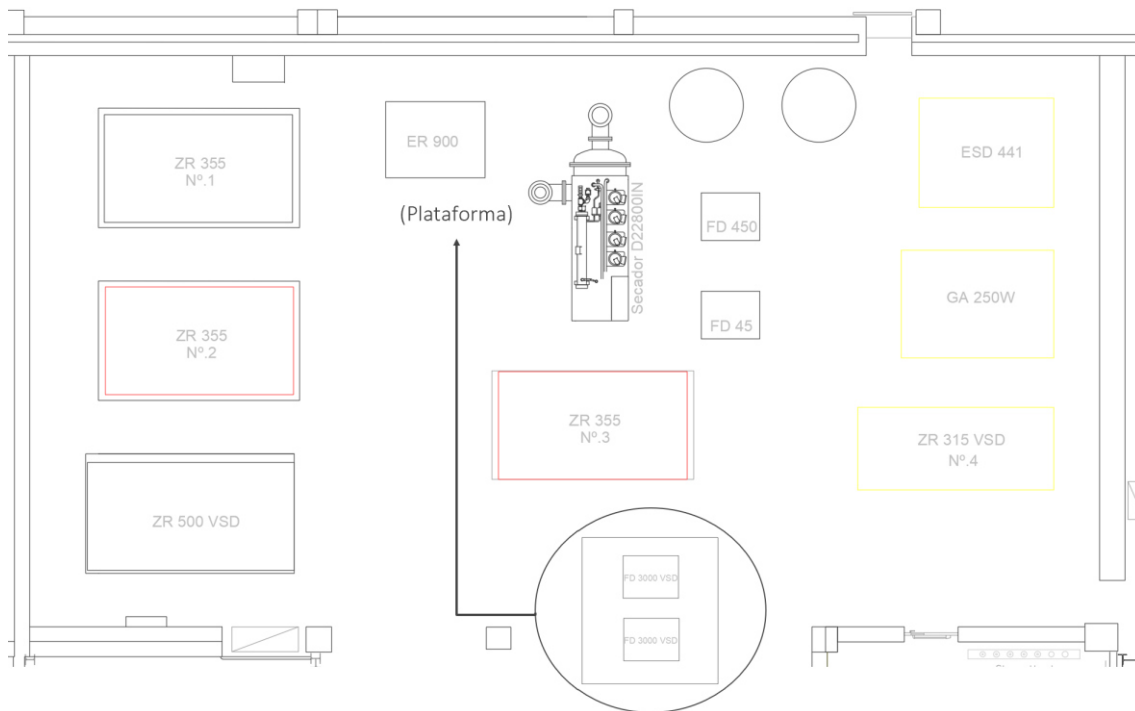 ZR 355
Nº.1
ER 900
(Plataforma)
Secador D22800IN
FD 450
FD 45
ESD 441
GA 250W
ZR 355
Nº.2
ZR 355
Nº.3
ZR 315 VSD
Nº.4
ZR 500 VSD
FD 3000 VSD
FD 3000 VSD